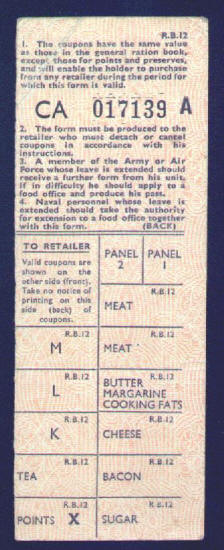 R.B.12
1. The coupons have the same value
as those in the general ration book,
except those for points and preserves,
and will enable the holder to purchase
from any retailer during the period for
which this form is valid.
CA 017139 A
2. The form must be produced to the
retailer who must detach or cancel
coupons in accordance with his
instructions.
3. A member of the Army or Air
Force whose leave is extended should
receive a further form from his unit,
if in difficulty he should apply to a
food office and produce his pass.
4. Naval personnel whose leave is
extended should take the authority
for extension to a food office together
with this form. (BACK)
TO RETAILER
Valid coupons are
shown on the
other side (front).
Take no notice of
printing on this
side (back) of
coupons.
PANEL 2
PANEL 1
R.B.12
MEAT
R.B.12
M
R.B.12
MEAT
R.B.12
L
BUTTER
MARGARINE
COOKING FATS
R.B.12
K
R.B.12
CHEESE
R.B.12
TEA
R.B.12
BACON
R.B.12
POINTS X
R.B.12
SUGAR